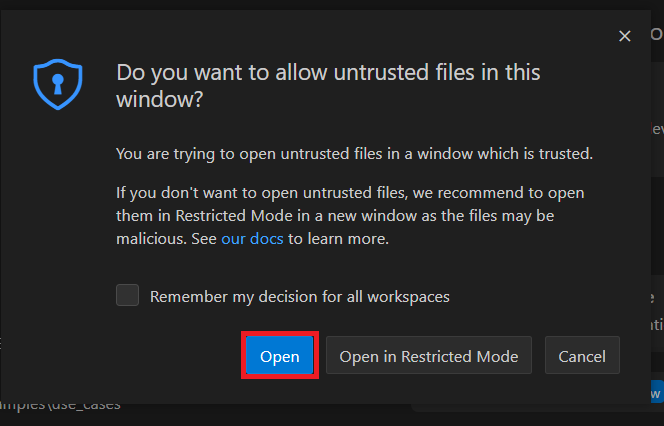 Do you want to allow untrusted files in this
window?
You are trying to open untrusted files in a window which is trusted.
If you don't want to open untrusted files, we recommend to open
them in Restricted Mode in a new window as the files may be
malicious. See our docs to learn more.
Remember my decision for all workspaces
Open Open in Restricted Mode Cancel